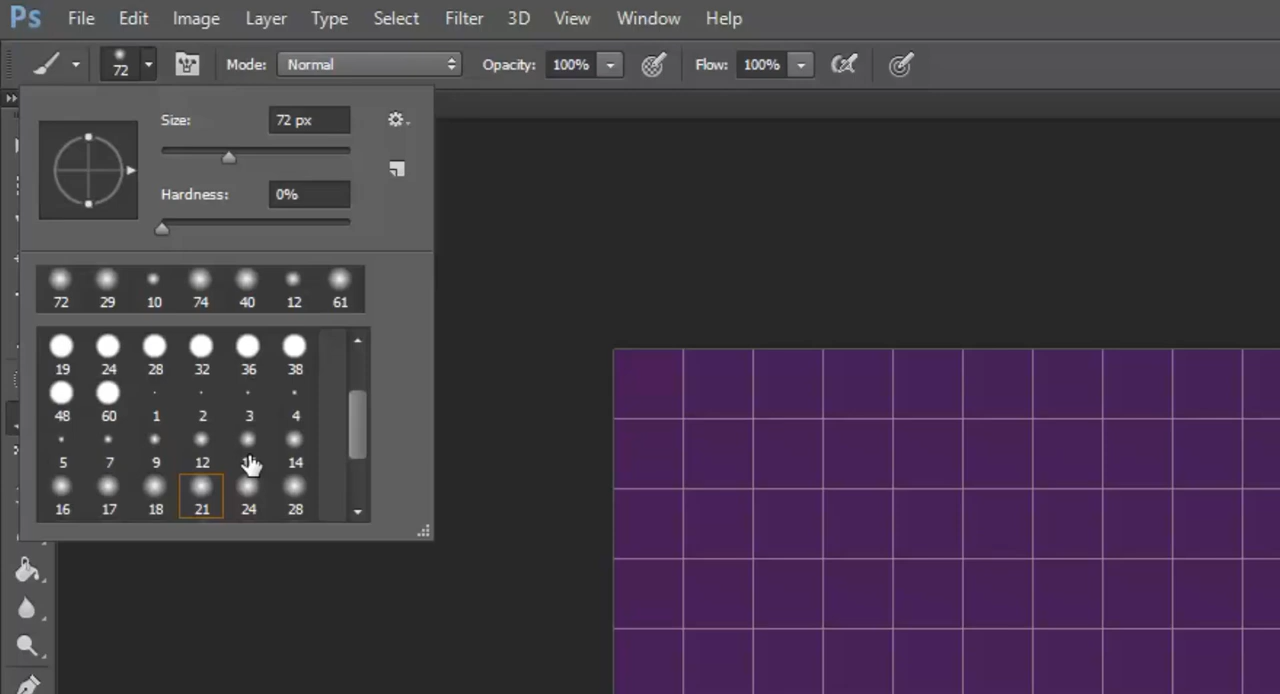 Ps File Edit Image Layer Type Select Filter 3D View Window Help
72 Mode: Normal Opacity: 100% Flow: 100%
Size: 72 px
Hardness: 0%
72 29 10 74 40 12 61
19 24 28 32 36 38
48 60 1 2 3 4
5 7 9 12 14
16 17 18 21 24 28